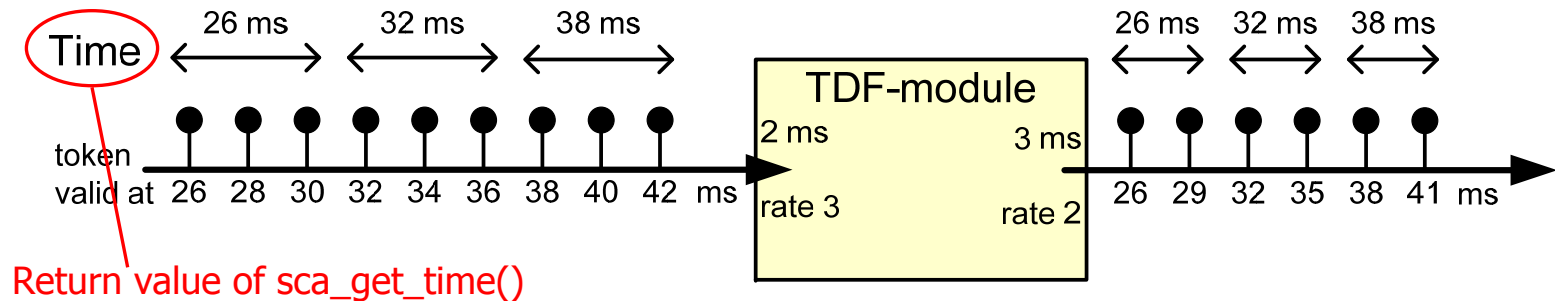 26 ms 32 ms 38 ms 26 ms 32 ms 38 ms
Time
TDF-module
2 ms 3 ms
token
valid at 26 28 30 32 34 36 38 40 42 ms 26 29 32 35 38 41 ms
rate 3 rate 2
Return value of sca_get_time()